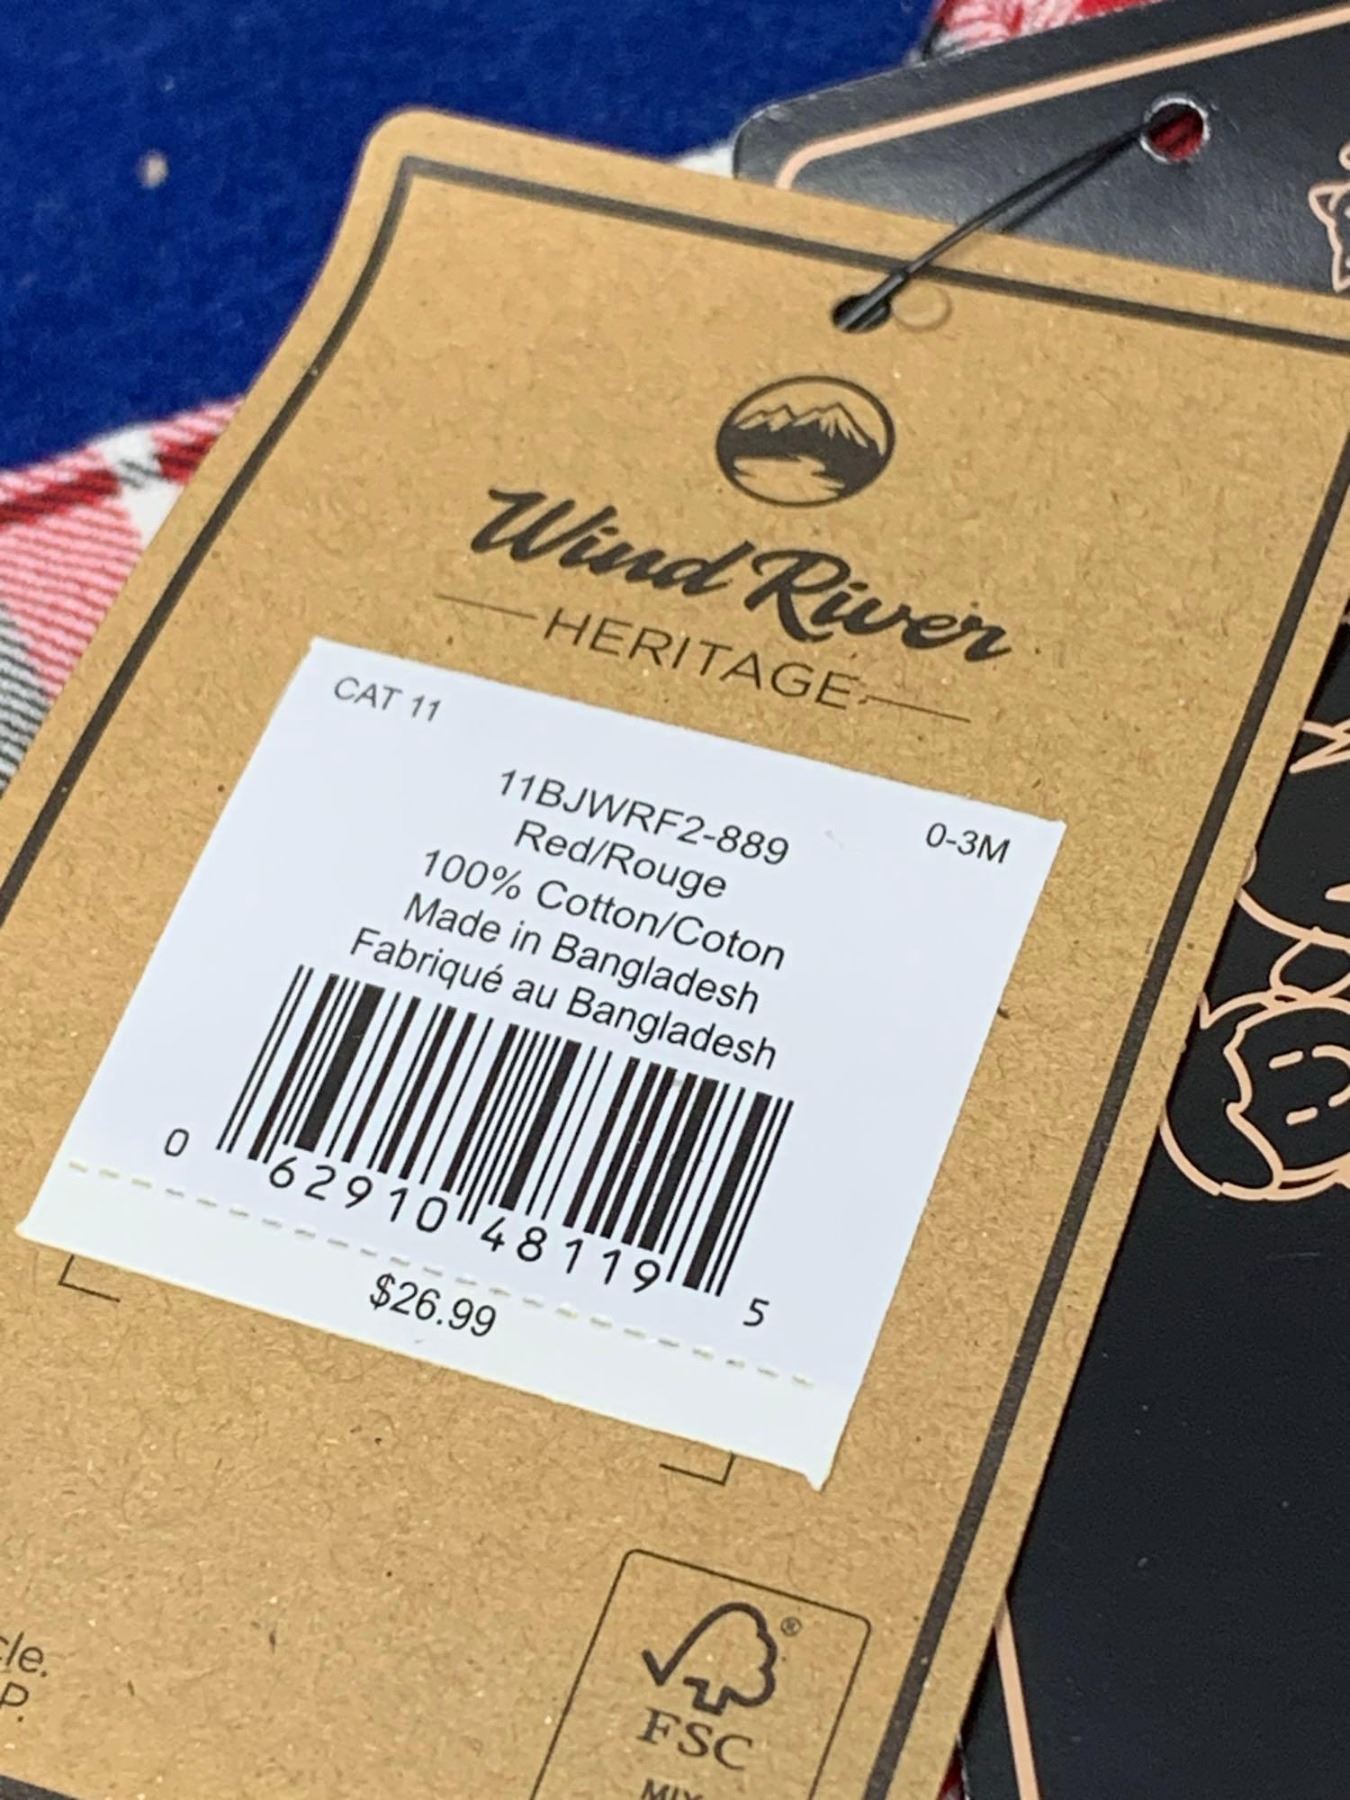 Wind River
HERITAGE
CAT 11
0-3M
11BJWRF2-889
Red/Rouge
100% Cotton/Coton
Made in Bangladesh
Fabriqué au Bangladesh
0 62910 48119 5
$26.99
cle.
P.
®
FSC